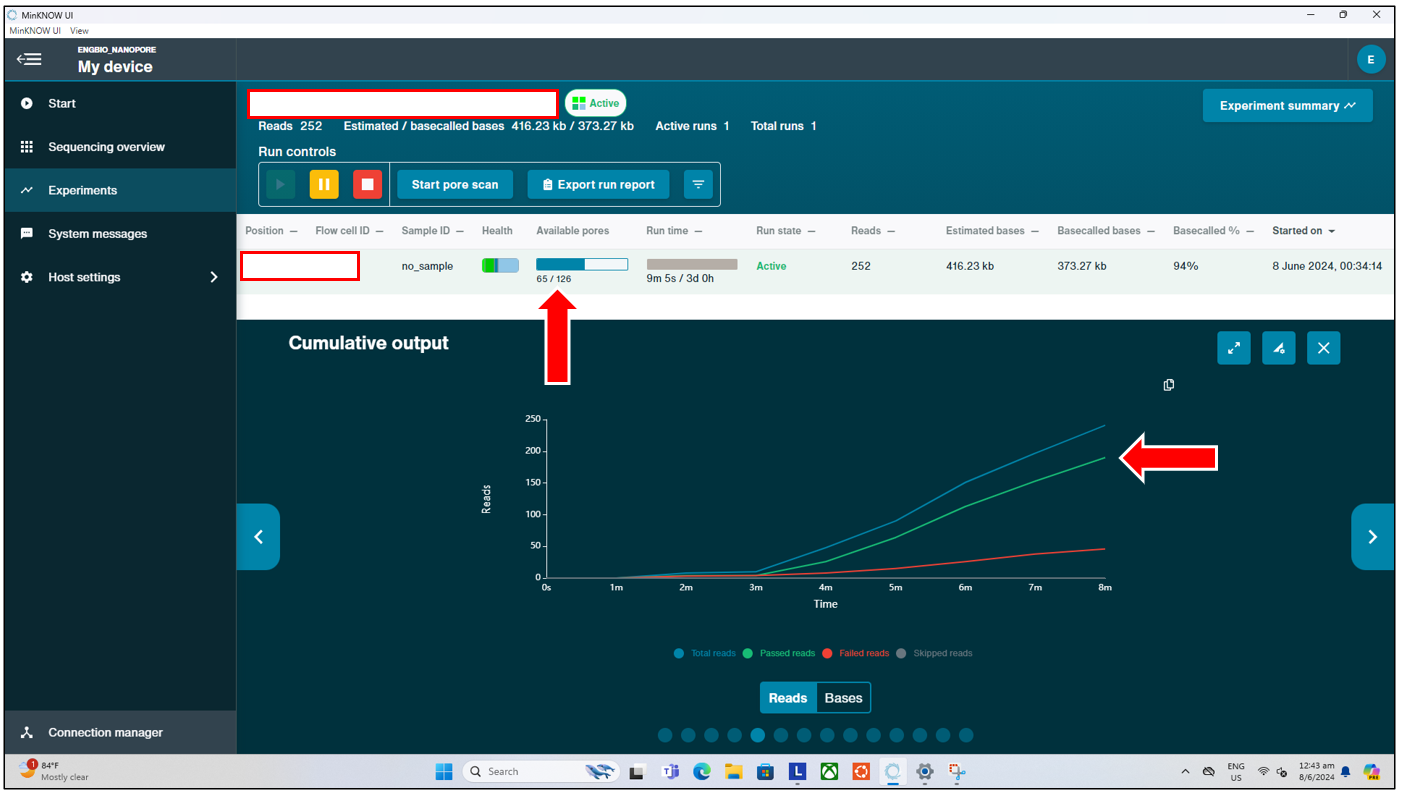 MinKNOW UI
MinKNOW UI View
ENGBIO_NANOPORE
My device
E
Start
Sequencing overview
Experiments
System messages
Host settings
Connection manager
Active
Experiment summary
Reads 252 Estimated / basecalled bases 416.23 kb / 373.27 kb Active runs 1 Total runs 1
Run controls
Start pore scan Export run report
Position Flow cell ID Sample ID Health Available pores Run time Run state Reads Estimated bases Basecalled bases Basecalled % Started on
no_sample 65 / 126 9m 5s / 3d 0h Active 252 416.23 kb 373.27 kb 94% 8 June 2024, 00:34:14
Cumulative output
250
200
150
100
50
0
Reads
0s 1m 2m 3m 4m 5m 6m 7m 8m
Time
Total reads Passed reads Failed reads Skipped reads
Reads Bases
1
84°F
Mostly clear
Search
L
ENG
US
12:43 am
8/6/2024
PRE